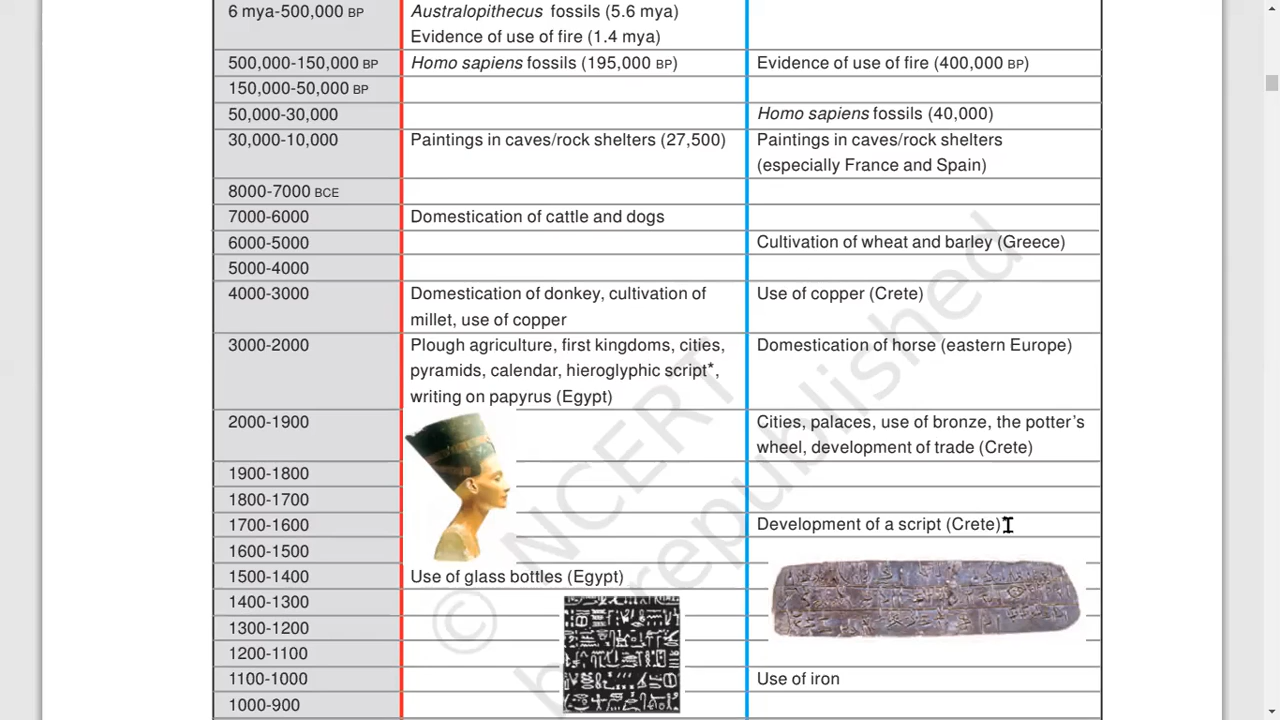 6 mya-500,000 BP Australopithecus fossils (5.6 mya)
Evidence of use of fire (1.4 mya)
500,000-150,000 BP Homo sapiens fossils (195,000 BP) Evidence of use of fire (400,000 BP)
150,000-50,000 BP
50,000-30,000 Homo sapiens fossils (40,000)
30,000-10,000 Paintings in caves/rock shelters (27,500) Paintings in caves/rock shelters
(especially France and Spain)
8000-7000 BCE
7000-6000 Domestication of cattle and dogs
6000-5000 Cultivation of wheat and barley (Greece)
5000-4000
4000-3000 Domestication of donkey, cultivation of Use of copper (Crete)
millet, use of copper
3000-2000 Plough agriculture, first kingdoms, cities, Domestication of horse (eastern Europe)
pyramids, calendar, hieroglyphic script*,
writing on papyrus (Egypt)
2000-1900 Cities, palaces, use of bronze, the potter's
wheel, development of trade (Crete)
1900-1800
1800-1700
1700-1600 Development of a script (Crete)*
1600-1500
1500-1400 Use of glass bottles (Egypt)
1400-1300
1300-1200
1200-1100
1100-1000 Use of iron
1000-900
© NCERT
be republished